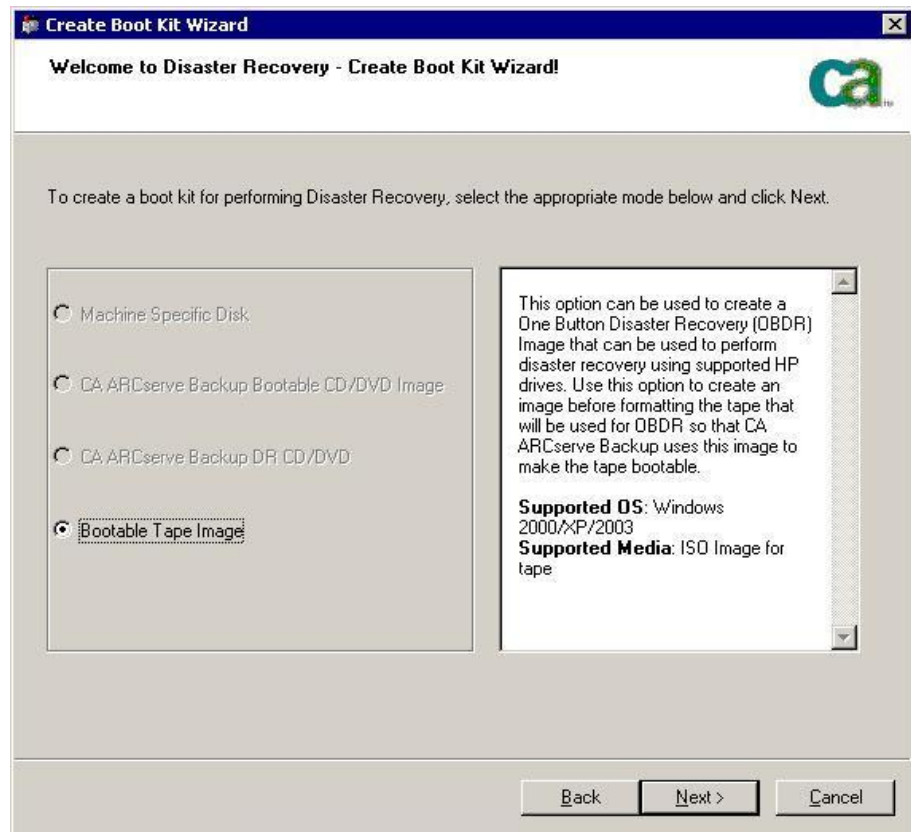 Create Boot Kit Wizard
Welcome to Disaster Recovery - Create Boot Kit Wizard!
ca
To create a boot kit for performing Disaster Recovery, select the appropriate mode below and click Next.
Machine Specific Disk
CA ARCserve Backup Bootable CD/DVD Image
CA ARCserve Backup DR CD/DVD
Bootable Tape Image
This option can be used to create a
One Button Disaster Recovery (OBDR)
Image that can be used to perform
disaster recovery using supported HP
drives. Use this option to create an
image before formatting the tape that
will be used for OBDR so that CA
ARCserve Backup uses this image to
make the tape bootable.
Supported OS: Windows
2000/XP/2003
Supported Media: ISO Image for
tape
Back
Next >
Cancel